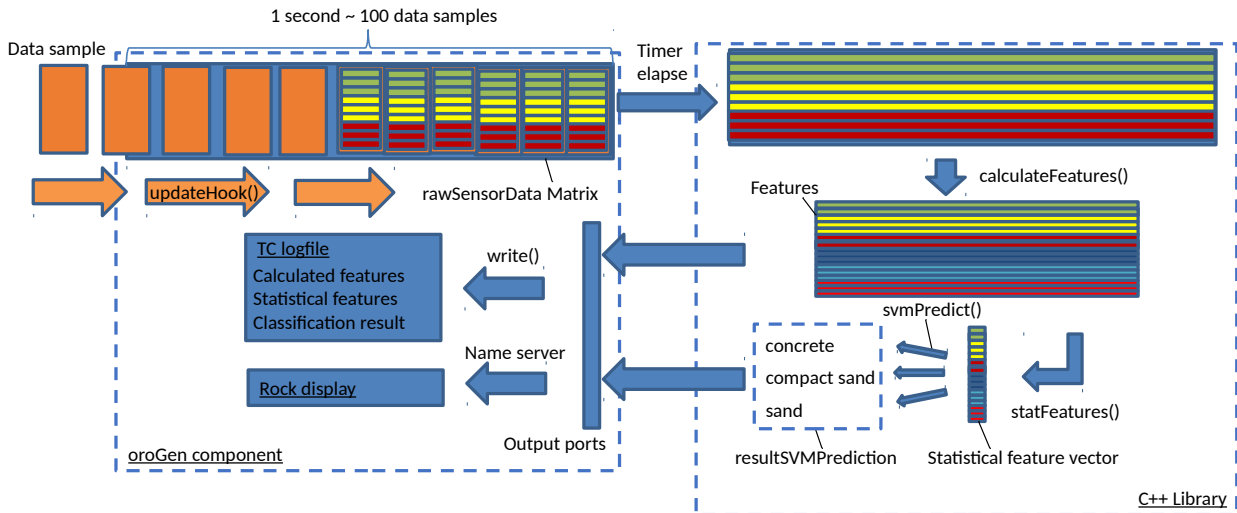 1 second ~ 100 data samples
Data sample
Timer
elapse
updateHook()
rawSensorData Matrix
calculateFeatures()
Features
TC logfile
Calculated features
Statistical features
Classification result
write()
svmPredict()
Name server
Rock display
concrete
compact sand
sand
statFeatures()
Output ports
oroGen component
resultSVMPrediction
Statistical feature vector
C++ Library